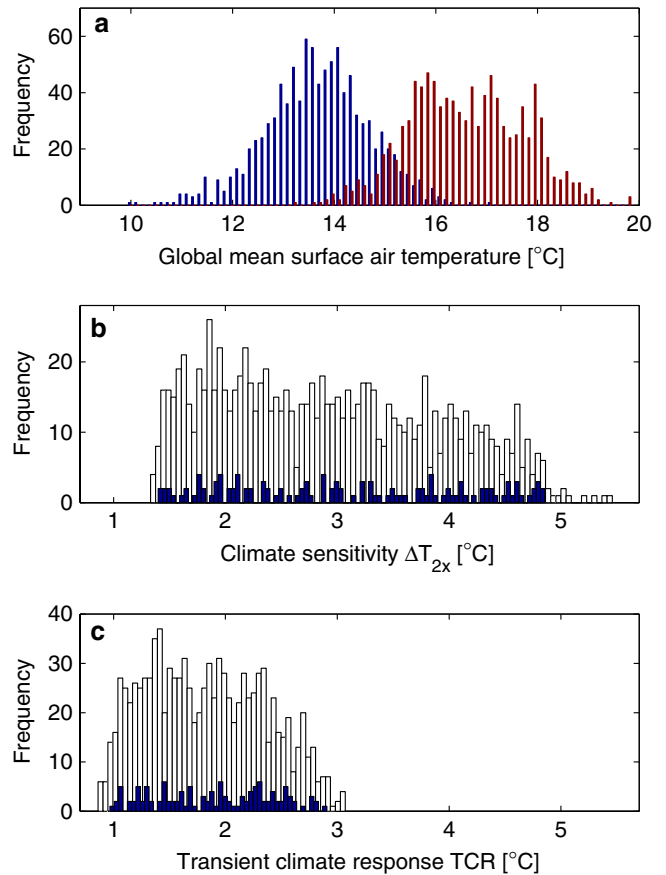 a
60
40
20
0
Frequency
10 12 14 16 18 20
Global mean surface air temperature [°C]
b
20
10
0
Frequency
1 2 3 4 5
Climate sensitivity ΔT2x [°C]
c
40
30
20
10
0
Frequency
1 2 3 4 5
Transient climate response TCR [°C]